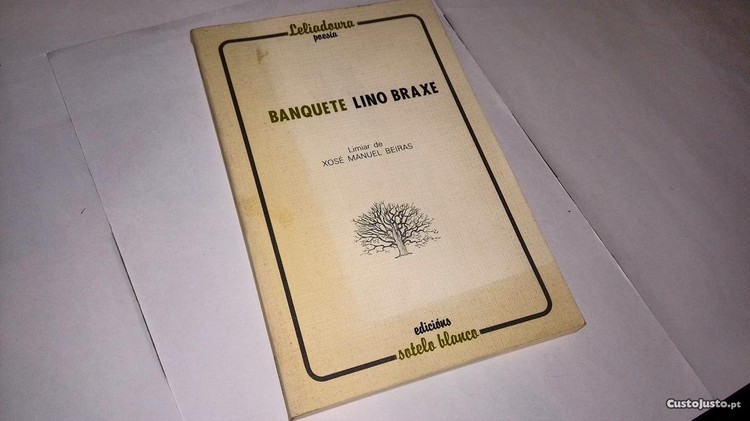 Leliadoura
poesía
BANQUETE LINO BRAXE
Limiar de
XOSÉ MANUEL BEIRAS
edicións
sotelo blanco
CustoJusto.pt